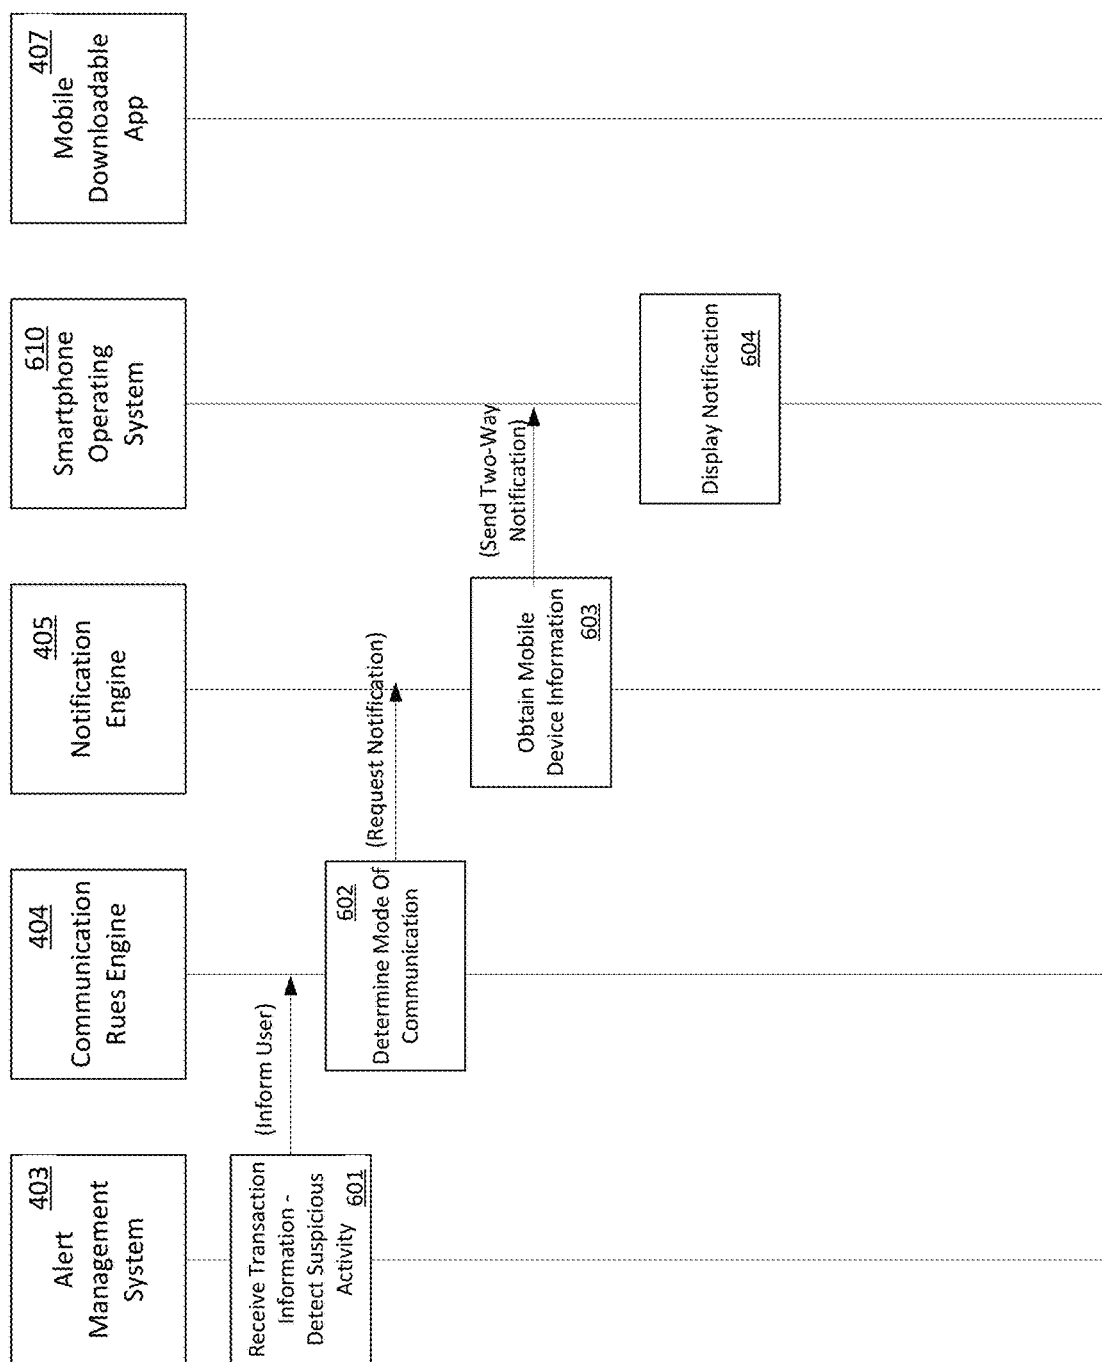 403
Alert
Management
System
404
Communication
Rues Engine
405
Notification
Engine
610
Smartphone
Operating
System
407
Mobile
Downloadable
App
Receive Transaction
Information -
Detect Suspicious
Activity 601
(Inform User)
602
Determine Mode Of
Communication
(Request Notification)
Obtain Mobile
Device Information
603
(Send Two-Way
Notification)
Display Notification
604